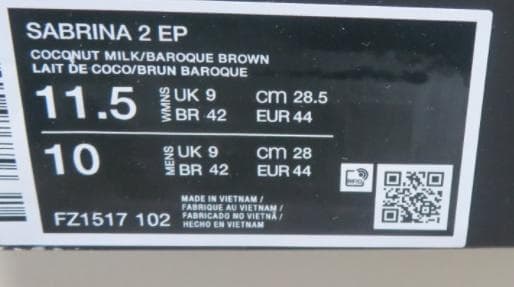 SABRINA 2 EP
COCONUT MILK/BAROQUE BROWN
LAIT DE COCO/BRUN BAROQUE
11.5 WMNS UK 9 CM 28.5
BR 42 EUR 44
10 MENS UK 9 CM 28
BR 42 EUR 44
RFID
FZ1517 102
MADE IN VIETNAM /
FABRIQUE AU VIETNAM /
FABRICADO NO VIETNÃ /
HECHO EN VIETNAM